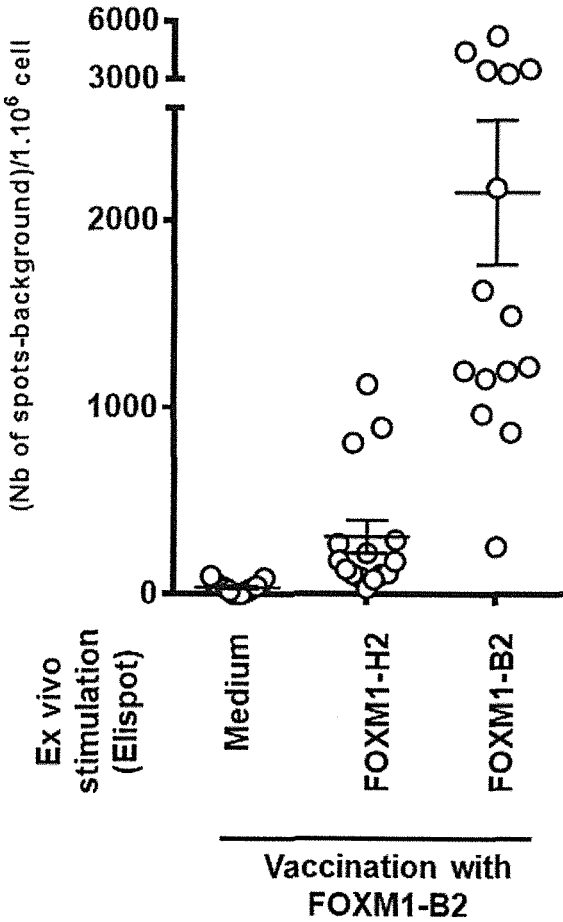 (Nb of spots-background)/1.10⁶ cell
6000
3000
2000
1000
0
Ex vivo
stimulation
(Elispot)
Medium
FOXM1-H2
FOXM1-B2
Vaccination with
FOXM1-B2